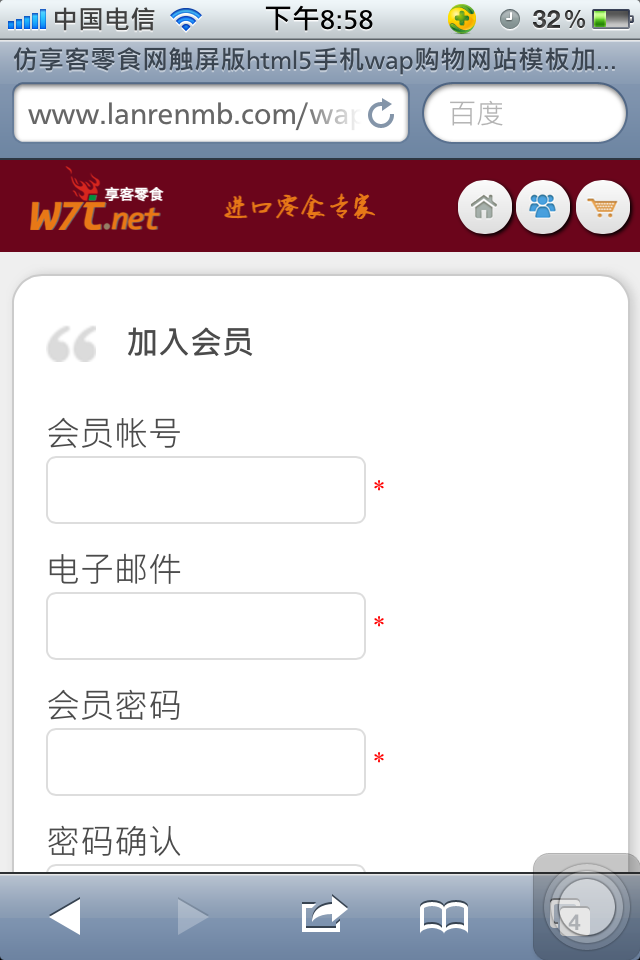 中国电信 下午8:58 32%
仿享客零食网触屏版html5手机wap购物网站模板加...
www.lanrenmb.com/wap 百度
享客零食
W7T.net 进口零食专家
加入会员
会员帐号
*
电子邮件
*
会员密码
*
密码确认
4